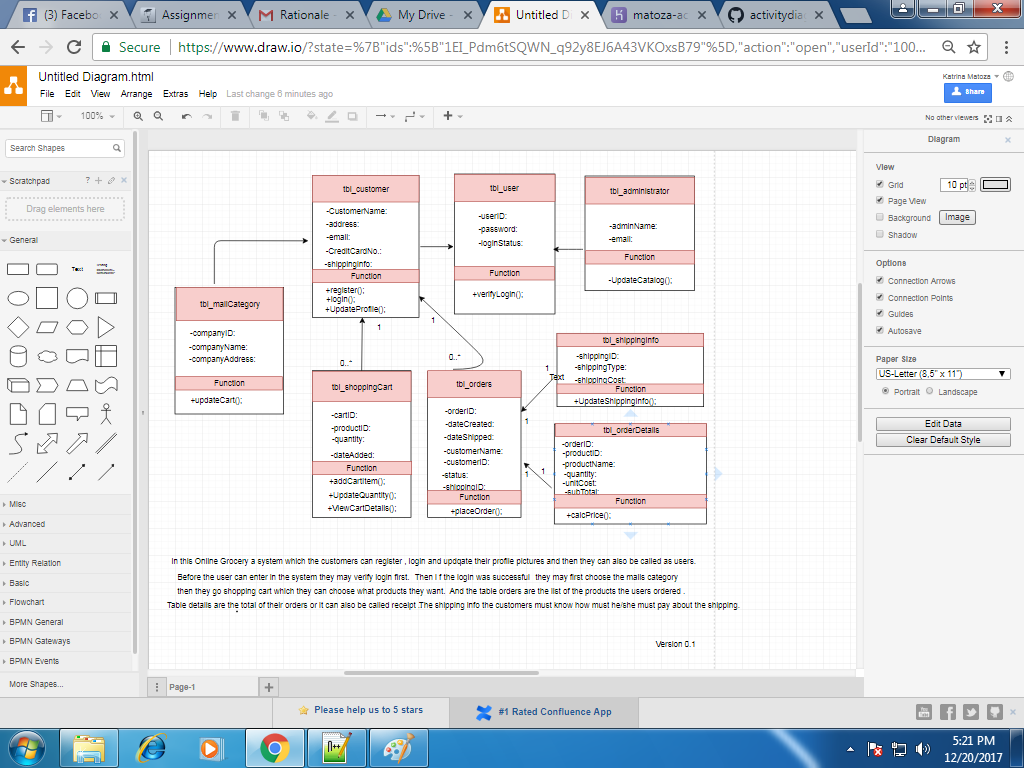 (3) Facebo
Assignmen
Rationale
My Drive -
Untitled Di
matoza-ac
activitydia
Secure
https://www.draw.io/?state=%7B"ids":%5B"1EI_Pdm6tSQWN_q92y8EJ6A43VKOxsB79"%5D,"action":"open","userId":"100...
Untitled Diagram.html
Katrina Matoza
File Edit View Arrange Extras Help Last change 6 minutes ago
Share
100%
No other viewers
Search Shapes
Scratchpad
?
Drag elements here
General
Text
Misc
Advanced
UML
Entity Relation
Basic
Flowchart
BPMN General
BPMN Gateways
BPMN Events
More Shapes...
tbl_customer
-CustomerName:
-address:
-email:
-CreditCardNo.:
-shippinginfo:
Function
+register();
+login();
+UpdateProfile();
tbl_user
-userID:
-password:
-loginStatus:
Function
+verifyLogin();
tbl_administrator
-adminName:
-email:
Function
-UpdateCatalog();
tbl_mallCategory
-companyID:
-companyName:
-companyAddress:
Function
+updateCart();
1
0..*
1
0..*
tbl_shoppingCart
-cartID:
-productID:
-quantity:
-dateAdded:
Function
+addCartItem();
+UpdateQuantity();
+ViewCartDetails();
tbl_orders
-orderID:
-dateCreated:
-dateShipped:
-customerName:
-customerID:
-status:
-shippingID:
Function
+placeOrder();
tbl_shippingInfo
-shippingID:
-shippingType:
-shippingCost:
Function
+UpdateShippingInfo();
1
Text
1
tbl_orderDetails
-orderID:
-productID:
-productName:
-quantity:
-unitCost:
-subTotal:
Function
+calcPrice();
1
1
In this Online Grocery a system which the customers can register , login and updqate their profile pictures and then they can also be called as users.
Before the user can enter in the system they may verify login first. Then I f the login was successful they may first choose the malls category
then they go shopping cart which they can choose what products they want. And the table orders are the list of the products the users ordered .
Table details are the total of their orders or it can also be called receipt .The shipping info the customers must know how must he/she must pay about the shipping.
Version 0.1
Diagram
View
Grid
10 pt
Page View
Background
Image
Shadow
Options
Connection Arrows
Connection Points
Guides
Autosave
Paper Size
US-Letter (8,5" x 11")
Portrait
Landscape
Edit Data
Clear Default Style
Page-1
Please help us to 5 stars
#1 Rated Confluence App
5:21 PM
12/20/2017